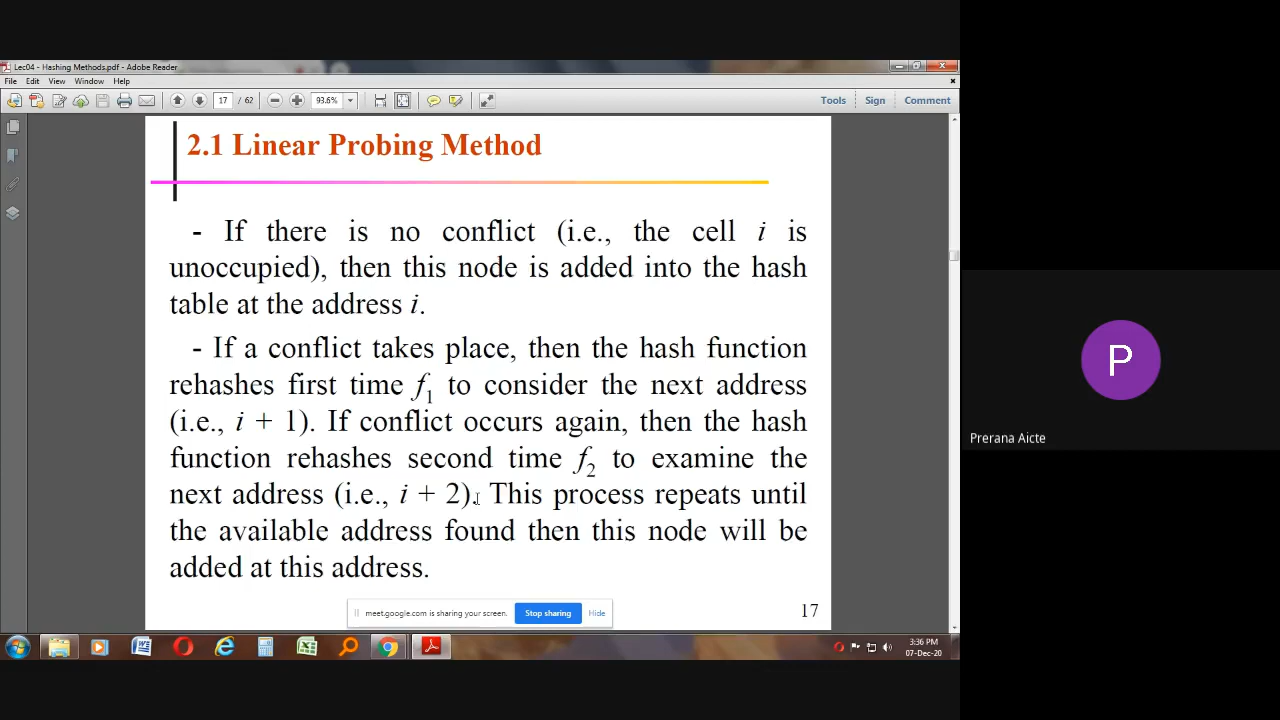 Lec04 - Hashing Methods.pdf - Adobe Reader
File Edit View Window Help
17 / 62 93.6% Tools Sign Comment
2.1 Linear Probing Method
- If there is no conflict (i.e., the cell i is
unoccupied), then this node is added into the hash
table at the address i.
- If a conflict takes place, then the hash function
rehashes first time f1 to consider the next address
(i.e., i + 1). If conflict occurs again, then the hash
function rehashes second time f2 to examine the
next address (i.e., i + 2). This process repeats until
the available address found then this node will be
added at this address.
meet.google.com is sharing your screen. Stop sharing Hide
17
3:36 PM
07-Dec-20
P
Prerana Aicte